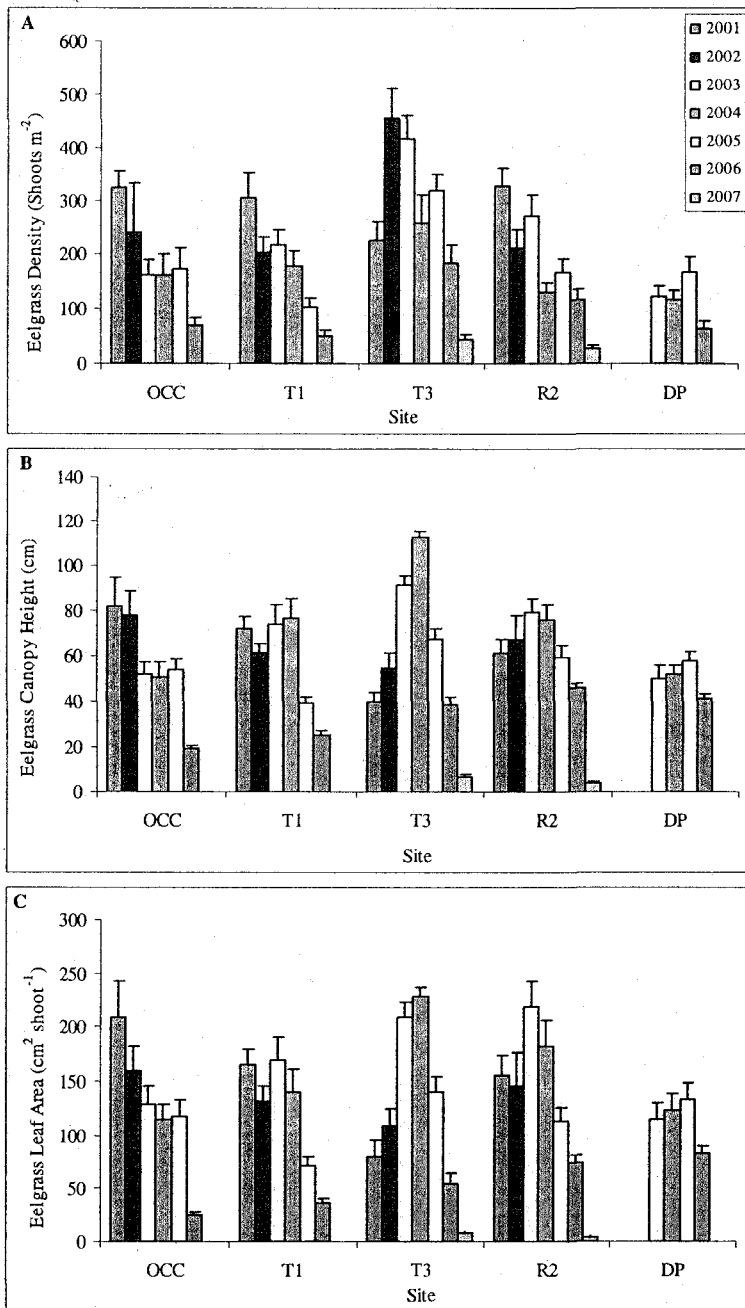 A
600
500
400
300
200
100
0
Eelgrass Density (Shoots m⁻²)
OCC T1 T3 R2 DP
Site
2001
2002
2003
2004
2005
2006
2007
B
140
120
100
80
60
40
20
0
Eelgrass Canopy Height (cm)
OCC T1 T3 R2 DP
Site
C
300
250
200
150
100
50
0
Eelgrass Leaf Area (cm² shoot⁻¹)
OCC T1 T3 R2 DP
Site